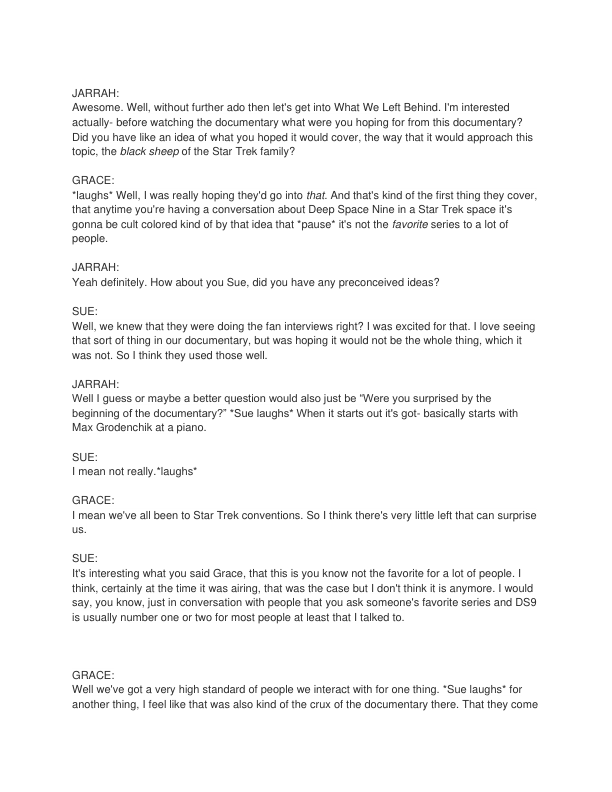 JARRAH:
Awesome. Well, without further ado then let's get into What We Left Behind. I'm interested
actually- before watching the documentary what were you hoping for from this documentary?
Did you have like an idea of what you hoped it would cover, the way that it would approach this
topic, the black sheep of the Star Trek family?
GRACE:
*laughs* Well, I was really hoping they'd go into that. And that's kind of the first thing they cover,
that anytime you're having a conversation about Deep Space Nine in a Star Trek space it's
gonna be cult colored kind of by that idea that *pause* it's not the favorite series to a lot of
people.
JARRAH:
Yeah definitely. How about you Sue, did you have any preconceived ideas?
SUE:
Well, we knew that they were doing the fan interviews right? I was excited for that. I love seeing
that sort of thing in our documentary, but was hoping it would not be the whole thing, which it
was not. So I think they used those well.
JARRAH:
Well I guess or maybe a better question would also just be “Were you surprised by the
beginning of the documentary?” *Sue laughs* When it starts out it's got- basically starts with
Max Grodenchik at a piano.
SUE:
I mean not really.*laughs*
GRACE:
I mean we've all been to Star Trek conventions. So I think there's very little left that can surprise
us.
SUE:
It's interesting what you said Grace, that this is you know not the favorite for a lot of people. I
think, certainly at the time it was airing, that was the case but I don't think it is anymore. I would
say, you know, just in conversation with people that you ask someone's favorite series and DS9
is usually number one or two for most people at least that I talked to.
GRACE:
Well we've got a very high standard of people we interact with for one thing. *Sue laughs* for
another thing, I feel like that was also kind of the crux of the documentary there. That they come